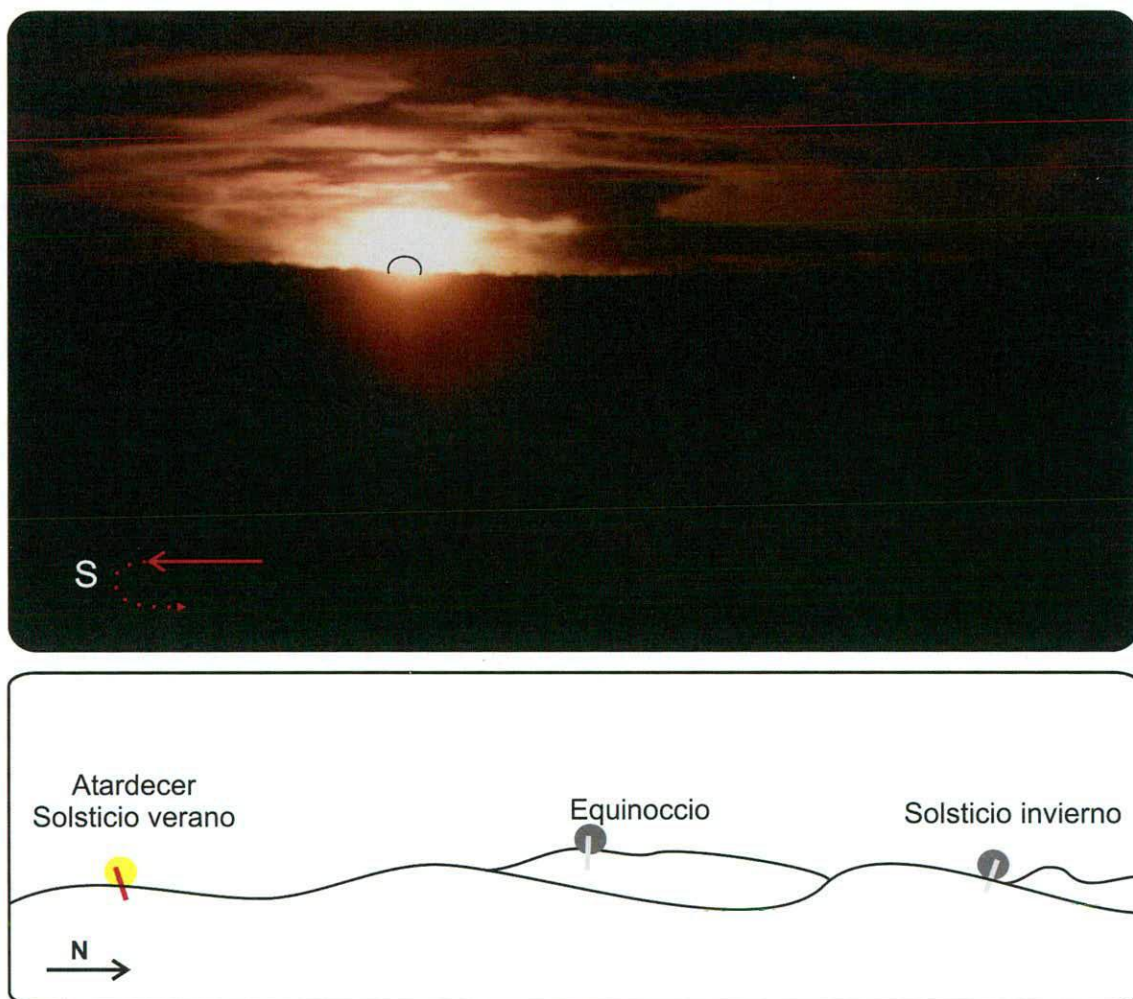 S
Atardecer
Solsticio verano
Equinoccio
Solsticio invierno
N